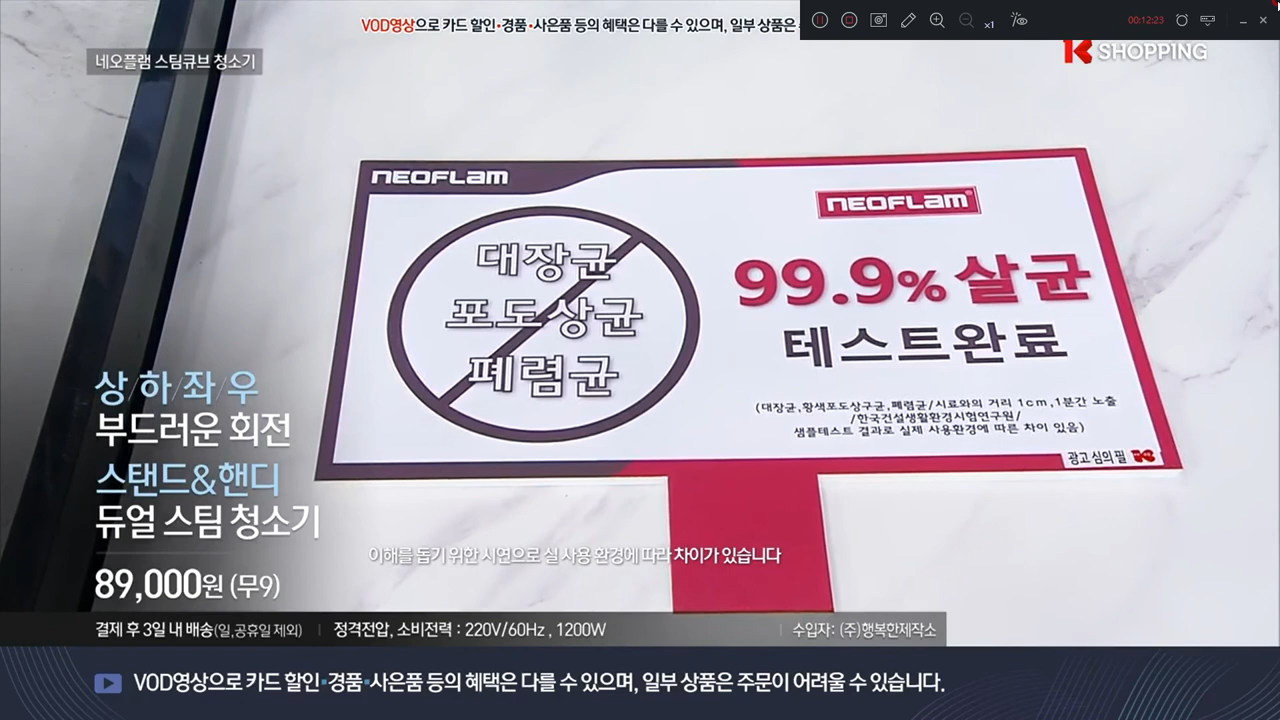 VOD영상으로 카드 할인·경품·사은품 등의 혜택은 다를 수 있으며, 일부 상품은
00:12:23
x1
네오플램 스팀큐브 청소기
K SHOPPING
NEOFLAM
NEOFLAM
대장균
포도상균
폐렴균
99.9% 살균
테스트완료
(대장균,황색포도상구균,폐렴균/시료와의 거리 1cm,1분간 노출
/한국건설생활환경시험연구원/
샘플테스트 결과로 실제 사용환경에 따른 차이 있음)
광고심의필
상/하/좌/우
부드러운 회전
스탠드&핸디
듀얼 스팀 청소기
이해를 돕기 위한 시연으로 실 사용 환경에 따라 차이가 있습니다
89,000원 (무9)
결제 후 3일 내 배송(일,공휴일 제외) | 정격전압, 소비전력 : 220V/60Hz , 1200W | 수입자: (주)행복한제작소
VOD영상으로 카드 할인·경품·사은품 등의 혜택은 다를 수 있으며, 일부 상품은 주문이 어려울 수 있습니다.